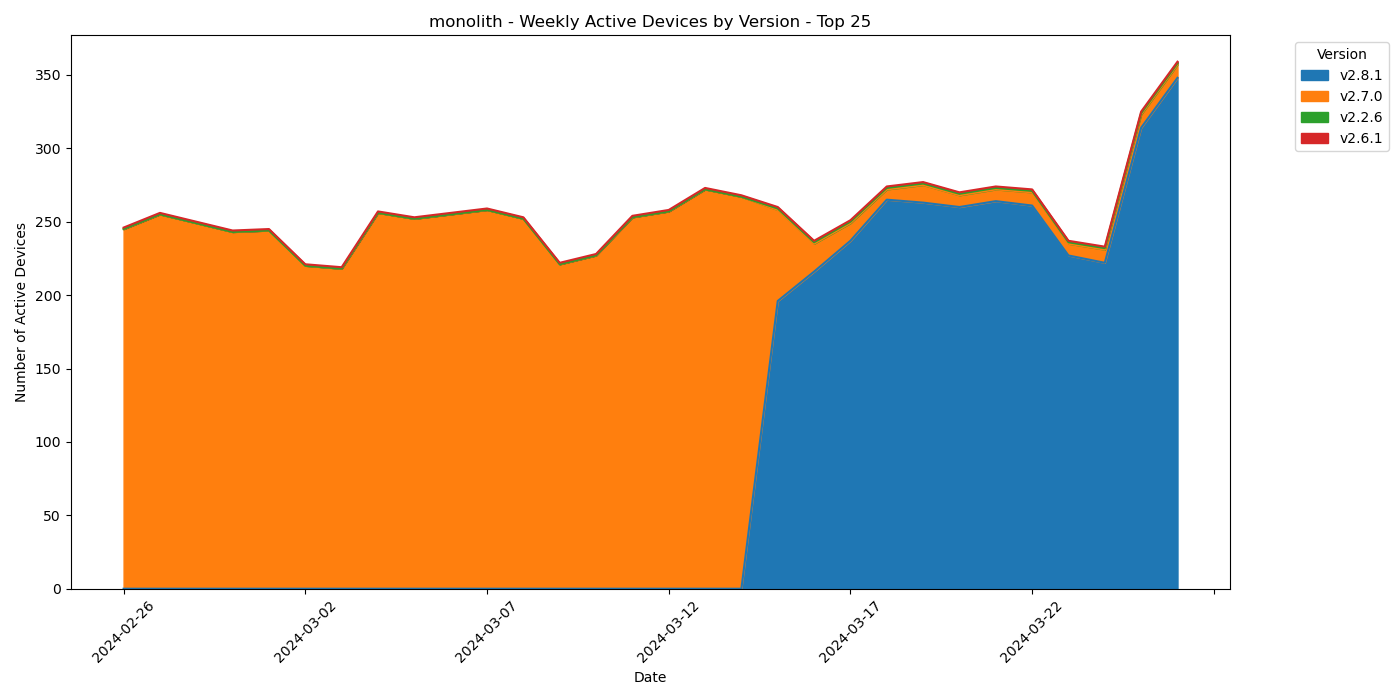 monolith - Weekly Active Devices by Version - Top 25
Number of Active Devices
350
300
250
200
150
100
50
0
2024-02-26
2024-03-02
2024-03-07
2024-03-12
2024-03-17
2024-03-22
Date
Version
v2.8.1
v2.7.0
v2.2.6
v2.6.1